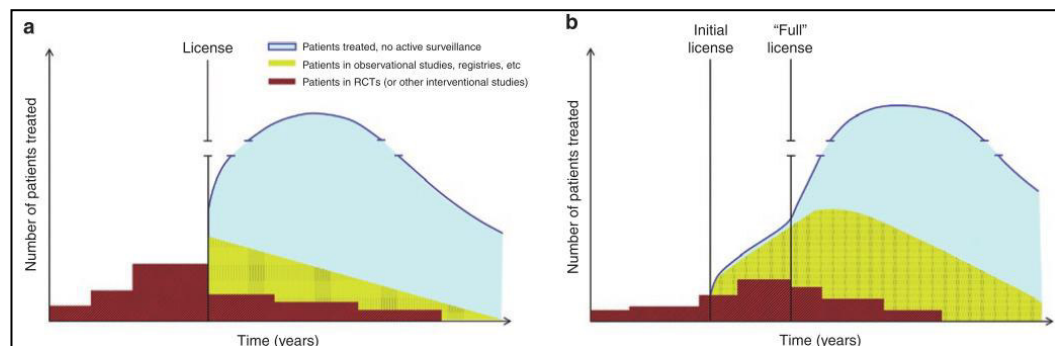 a
License
Patients treated, no active surveillance
Patients in observational studies, registries, etc
Patients in RCTs (or other interventional studies)
Number of patients treated
Time (years)
b
Initial
license
“Full”
license
Number of patients treated
Time (years)